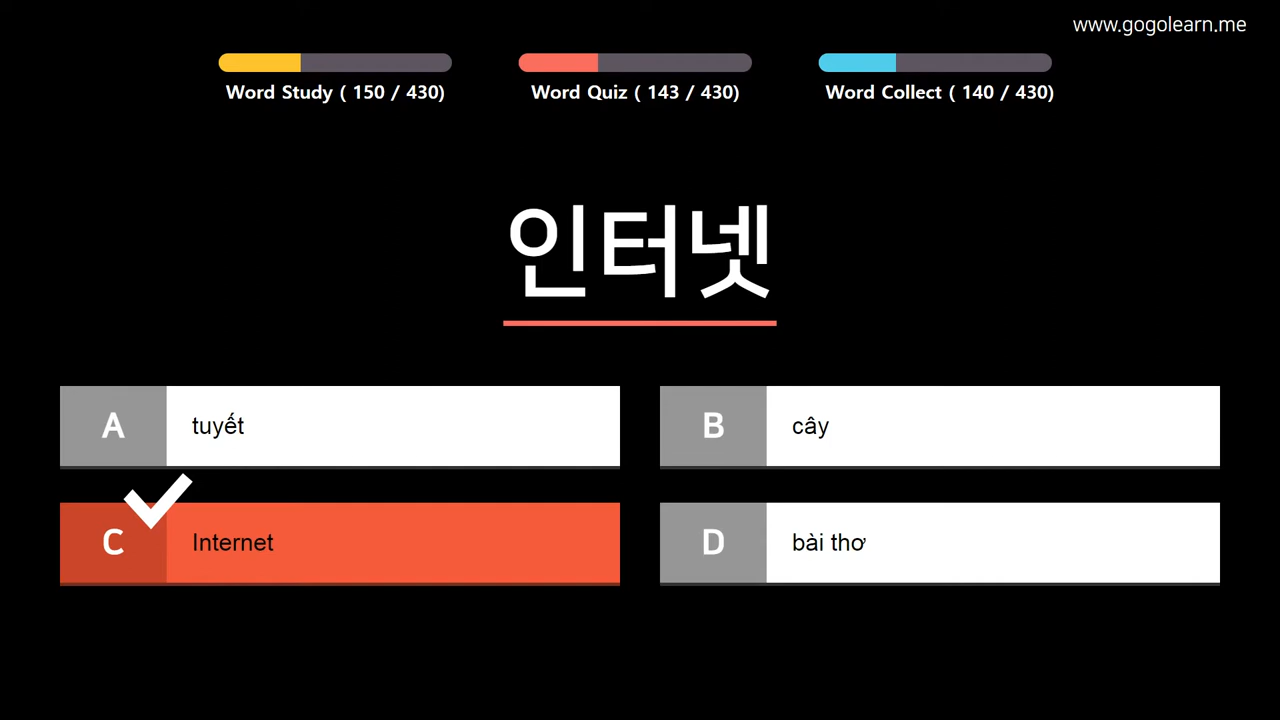 www.gogolearn.me
Word Study ( 150 / 430)
Word Quiz ( 143 / 430)
Word Collect ( 140 / 430)
인터넷
A tuyết
B cây
C Internet
D bài thơ